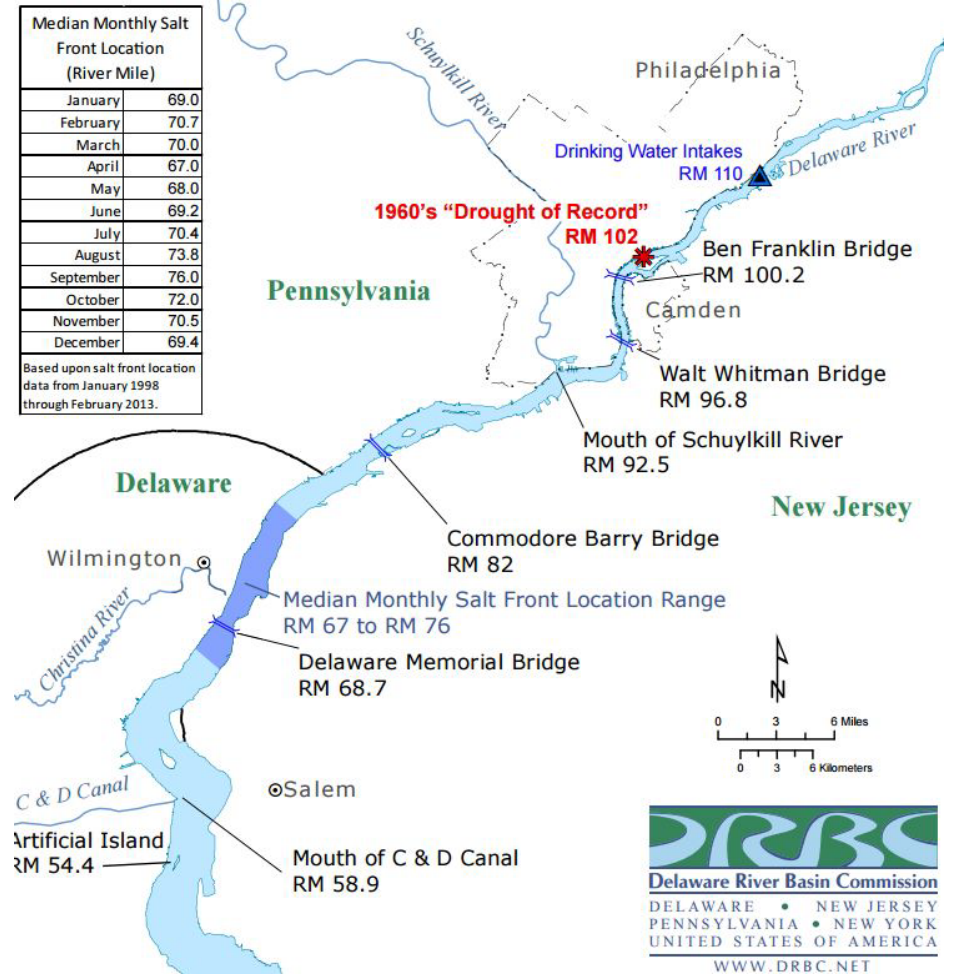 Median Monthly Salt
Front Location
(River Mile)
January 69.0
February 70.7
March 70.0
April 67.0
May 68.0
June 69.2
July 70.4
August 73.8
September 76.0
October 72.0
November 70.5
December 69.4
Based upon salt front location
data from January 1998
through February 2013.
Schuylkill River
Philadelphia
Drinking Water Intakes
RM 110
Delaware River
1960's “Drought of Record”
RM 102
Ben Franklin Bridge
RM 100.2
Pennsylvania
Camden
Walt Whitman Bridge
RM 96.8
Mouth of Schuylkill River
RM 92.5
Delaware
New Jersey
Commodore Barry Bridge
RM 82
Wilmington
Christina River
Median Monthly Salt Front Location Range
RM 67 to RM 76
Delaware Memorial Bridge
RM 68.7
N
0 3 6 Miles
0 3 6 Kilometers
C & D Canal
Salem
Artificial Island
RM 54.4
Mouth of C & D Canal
RM 58.9
DRBC
Delaware River Basin Commission
DELAWARE • NEW JERSEY
PENNSYLVANIA • NEW YORK
UNITED STATES OF AMERICA
WWW.DRBC.NET